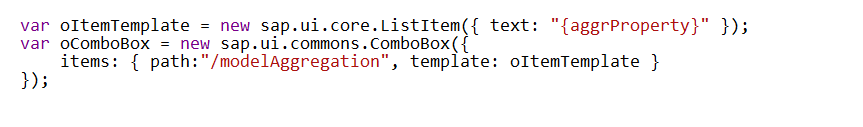 var oItemTemplate = new sap.ui.core.ListItem({ text: "{aggrProperty}" });
var oComboBox = new sap.ui.commons.ComboBox({
    items: { path:"/modelAggregation", template: oItemTemplate }
});